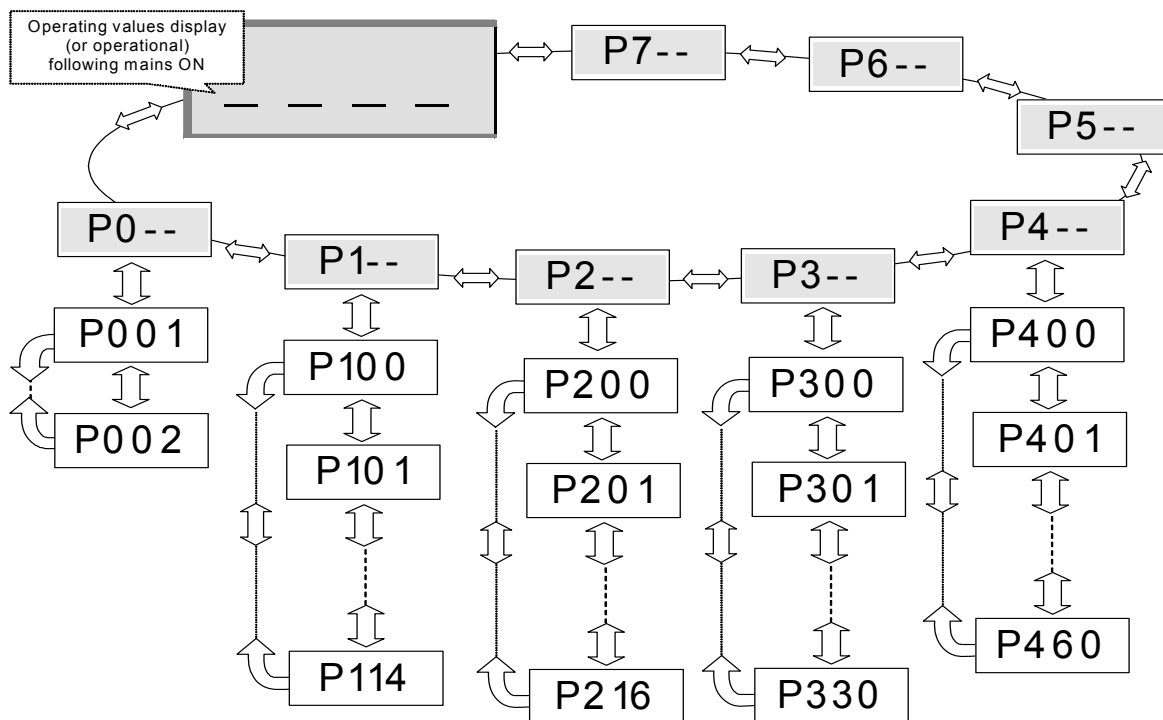 Operating values display
(or operational)
following mains ON
_ _ _ _
P7--
P6--
P5--
P0--
P1--
P2--
P3--
P4--
P001
P100
P200
P300
P400
P002
P101
P201
P301
P401
P114
P216
P330
P460